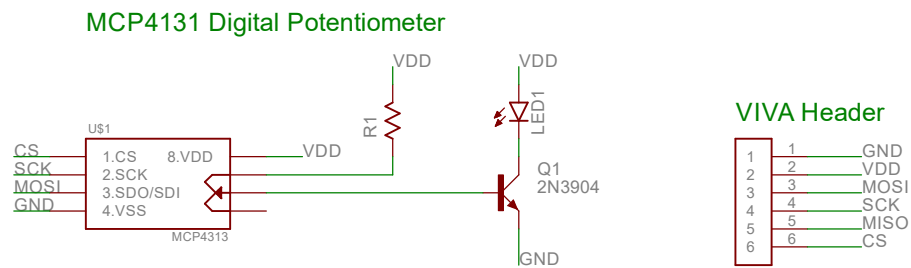 MCP4131 Digital Potentiometer
VDD
VDD
R1
LED1
VIVA Header
U$1
CS
1.CS
8.VDD
VDD
SCK
2.SCK
MOSI
3.SDO/SDI
GND
4.VSS
MCP4313
Q1
2N3904
GND
1 1 GND
2 2 VDD
3 3 MOSI
4 4 SCK
5 5 MISO
6 6 CS